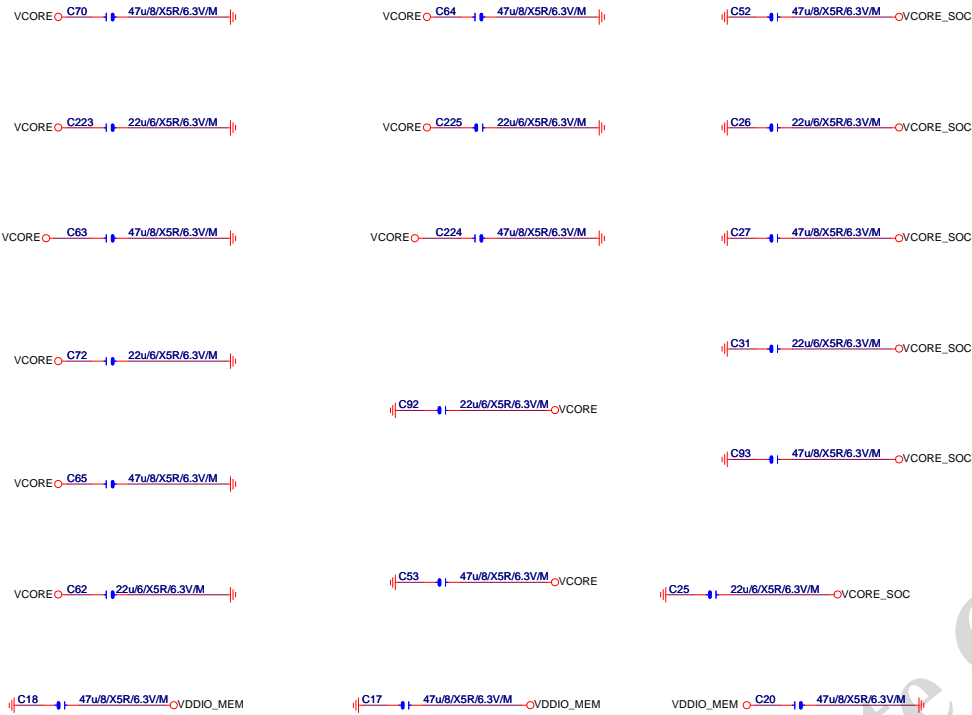 VCORE C70 47u/8/X5R/6.3V/M
VCORE C64 47u/8/X5R/6.3V/M
C52 47u/8/X5R/6.3V/M VCORE_SOC
VCORE C223 22u/6/X5R/6.3V/M
VCORE C225 22u/6/X5R/6.3V/M
C26 22u/6/X5R/6.3V/M VCORE_SOC
VCORE C63 47u/8/X5R/6.3V/M
VCORE C224 47u/8/X5R/6.3V/M
C27 47u/8/X5R/6.3V/M VCORE_SOC
VCORE C72 22u/6/X5R/6.3V/M
C31 22u/6/X5R/6.3V/M VCORE_SOC
C92 22u/6/X5R/6.3V/M VCORE
C93 47u/8/X5R/6.3V/M VCORE_SOC
VCORE C65 47u/8/X5R/6.3V/M
C53 47u/8/X5R/6.3V/M VCORE
VCORE C62 22u/6/X5R/6.3V/M
C25 22u/6/X5R/6.3V/M VCORE_SOC
C18 47u/8/X5R/6.3V/M VDDIO_MEM
C17 47u/8/X5R/6.3V/M VDDIO_MEM
VDDIO_MEM C20 47u/8/X5R/6.3V/M